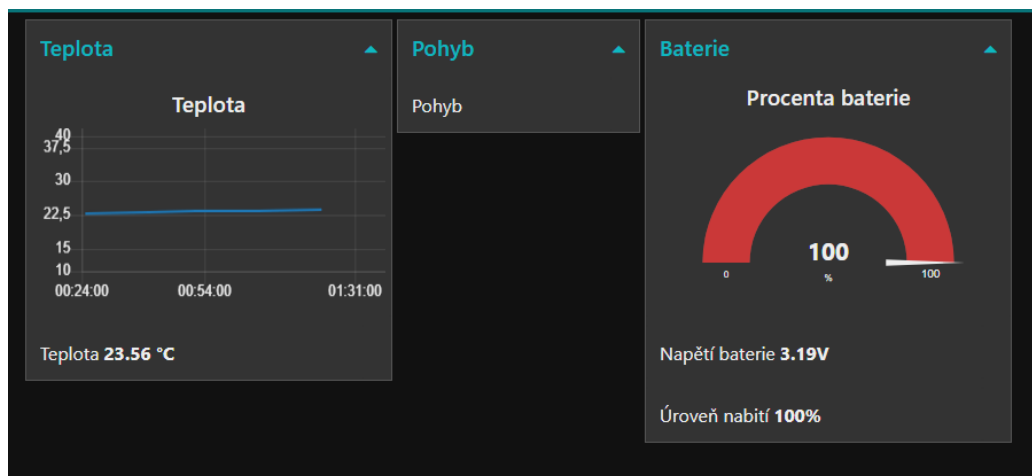 Teplota
Teplota
40
37,5
30
22,5
15
10
00:24:00 00:54:00 01:31:00
Teplota 23.56 °C
Pohyb
Pohyb
Baterie
Procenta baterie
100
%
0 100
Napětí baterie 3.19V
Úroveň nabití 100%